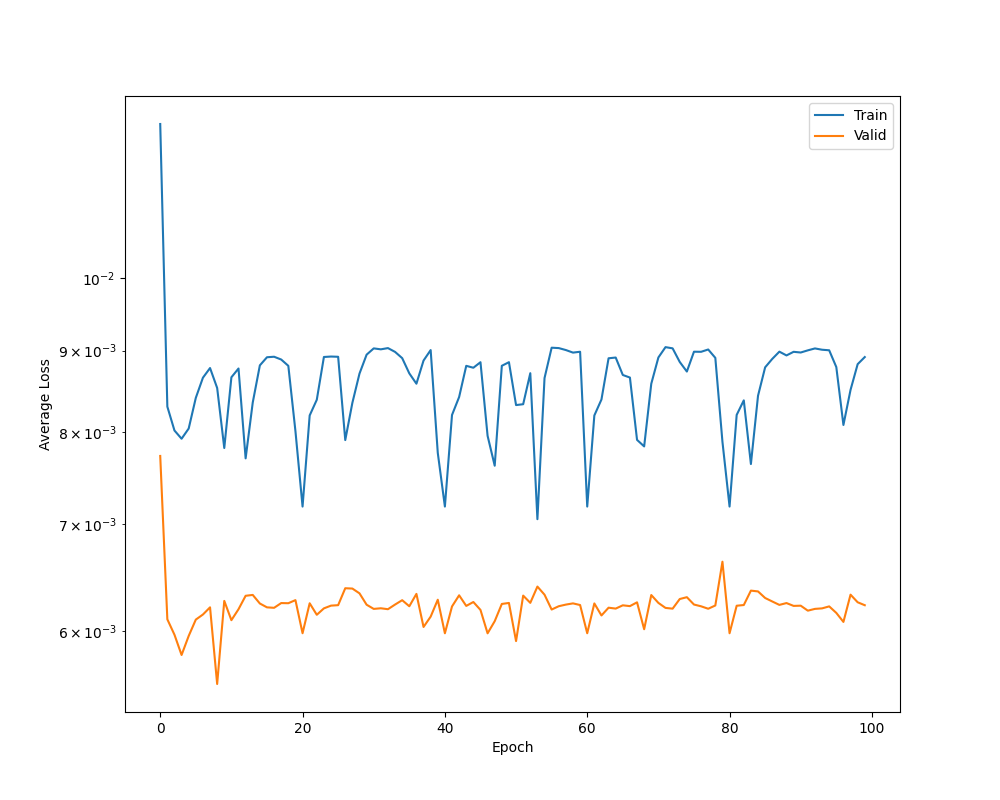 Train
Valid
10⁻²
9 × 10⁻³
8 × 10⁻³
7 × 10⁻³
6 × 10⁻³
Average Loss
0 20 40 60 80 100
Epoch